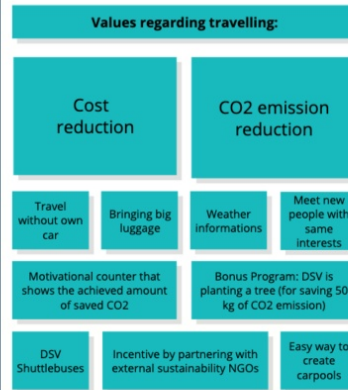 Values regarding travelling:
Cost
reduction
CO2 emission
reduction
Travel
without own
car
Bringing big
luggage
Weather
informations
Meet new
people with
same
interests
Motivational counter that
shows the achieved amount
of saved CO2
Bonus Program: DSV is
planting a tree (for saving 50
kg of CO2 emission)
DSV
Shuttlebuses
Incentive by partnering with
external sustainability NGOs
Easy way to
create
carpools